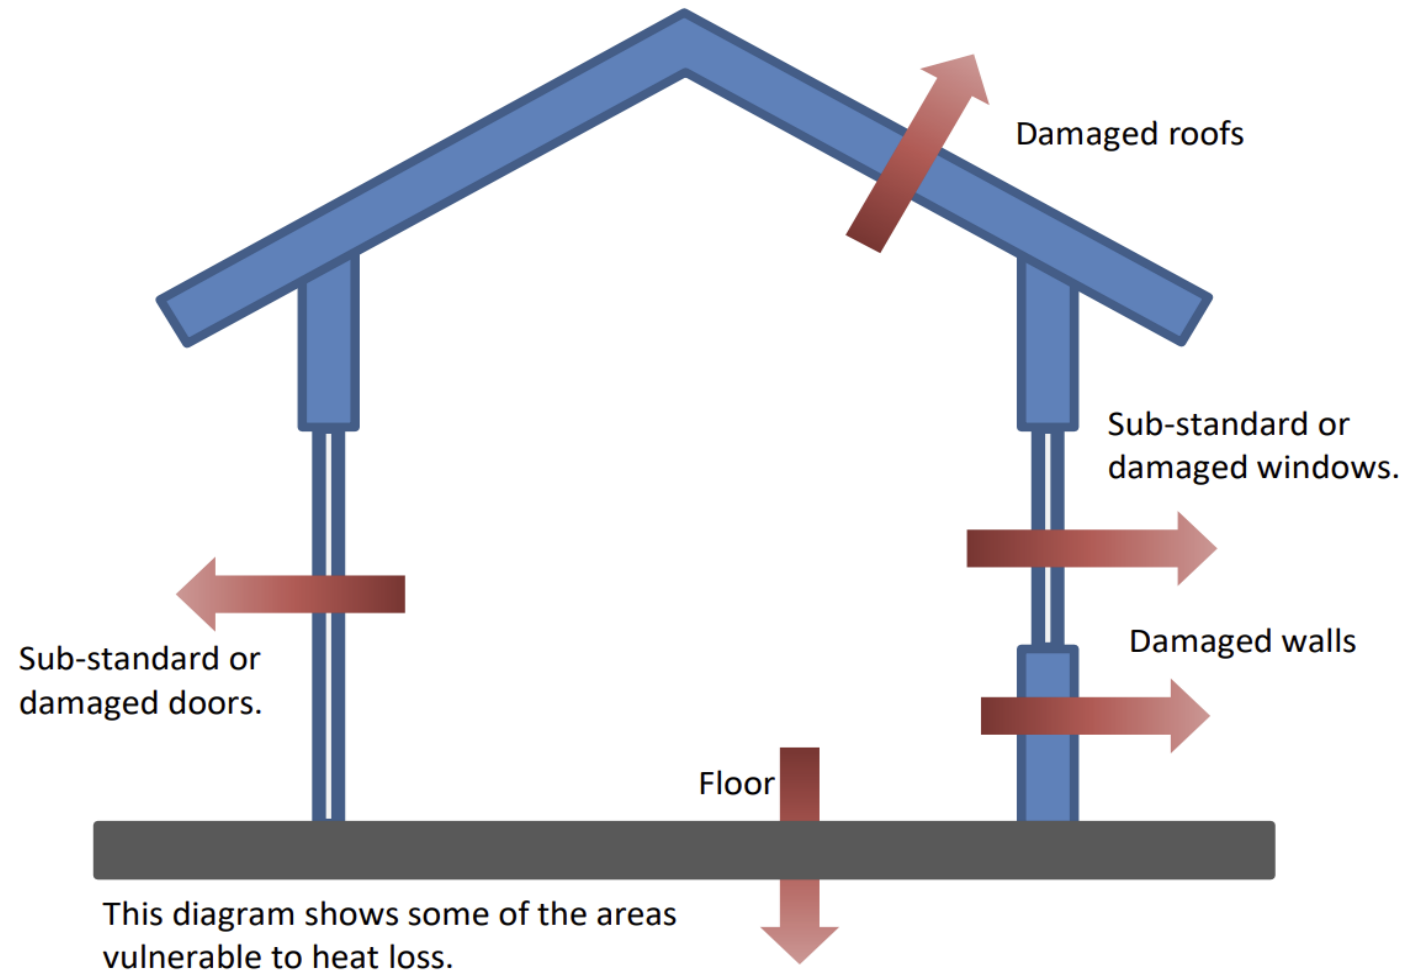 Damaged roofs
Sub-standard or
damaged windows.
Damaged walls
Sub-standard or
damaged doors.
Floor
This diagram shows some of the areas
vulnerable to heat loss.